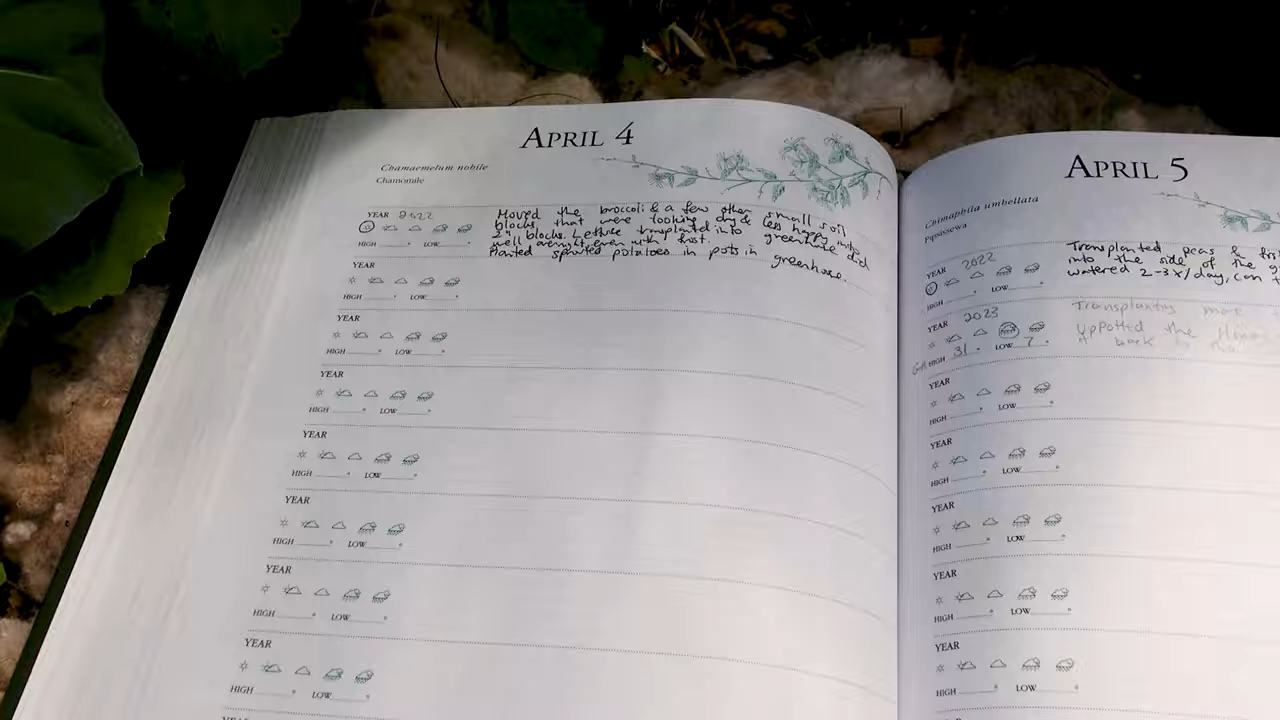 APRIL 4
Chamaemelum nobile
Chamomile
YEAR 2022
HIGH ° LOW °
Moved the broccoli & a few other small soil
blocks that were looking dry & less happy into
3" blocks. Lettuce transplanted into greenhouse did
well overnight, even with frost.
Planted sprouted potatoes in pots in greenhouse.
YEAR
HIGH ° LOW °
YEAR
HIGH ° LOW °
YEAR
HIGH ° LOW °
YEAR
HIGH ° LOW °
YEAR
HIGH ° LOW °
YEAR
HIGH ° LOW °
YEAR
HIGH ° LOW °
YEAR
APRIL 5
Chimaphila umbellata
Pipsissewa
YEAR 2022
HIGH ° LOW °
Transplanted peas &
into the side of the
watered 2-3x/day, can
YEAR 2023
HIGH 31 ° LOW 7 °
Transplanting more
Uppotted the
back
YEAR
HIGH ° LOW °
YEAR
HIGH ° LOW °
YEAR
HIGH ° LOW °
YEAR
HIGH ° LOW °
YEAR
HIGH ° LOW °